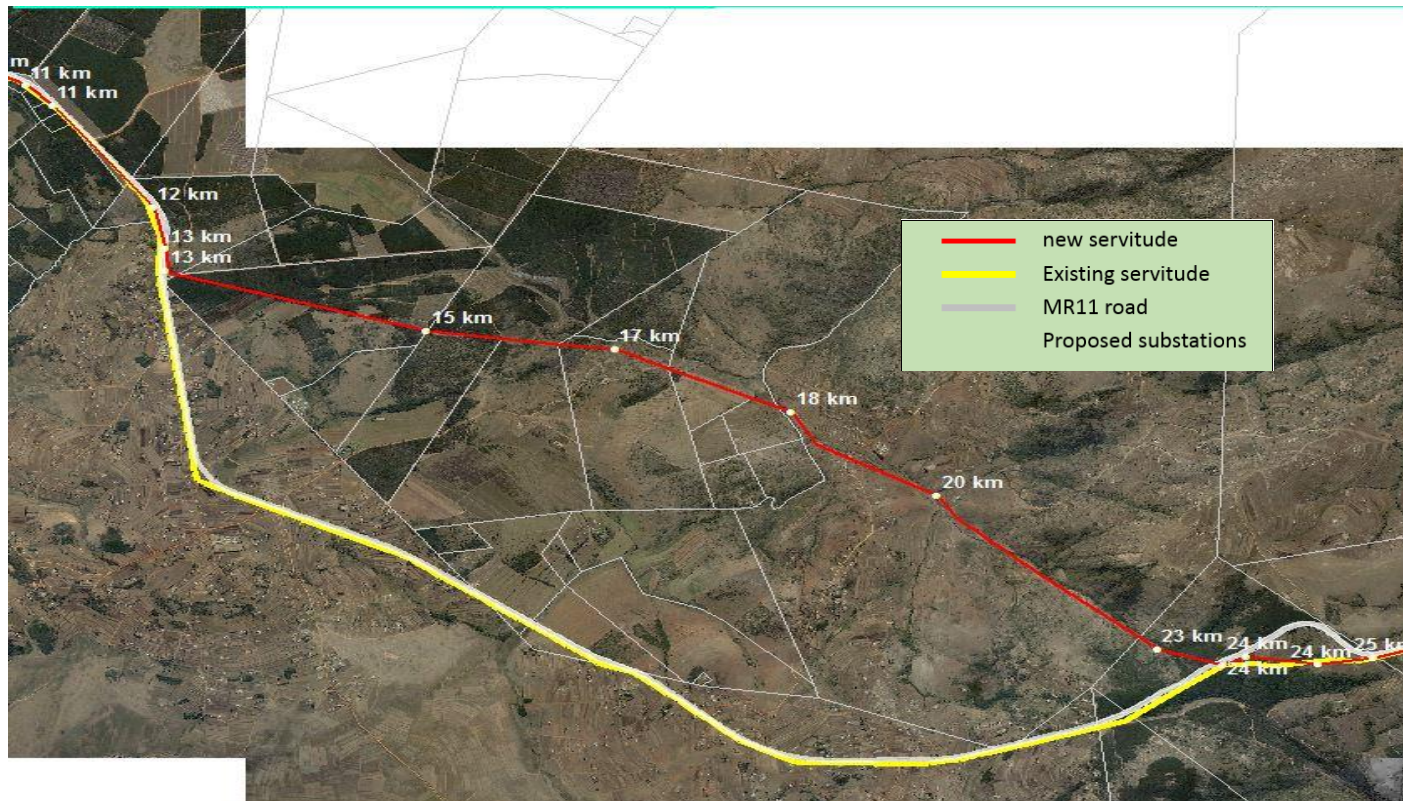 m
11 km
11 km
12 km
13 km
13 km
15 km
17 km
18 km
20 km
23 km
24 km
24 km
24 km
25 km
new servitude
Existing servitude
MR11 road
Proposed substations